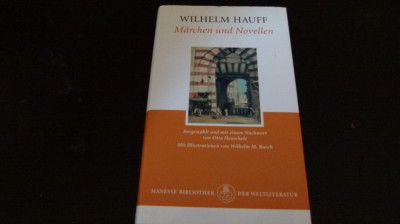 WILHELM HAUFF
Märchen und Novellen
Ausgewählt und mit einem Nachwort
von Otto Heuschele
Mit Illustrationen von Wilhelm M. Busch
MANESSE BIBLIOTHEK DER WELTLITERATUR